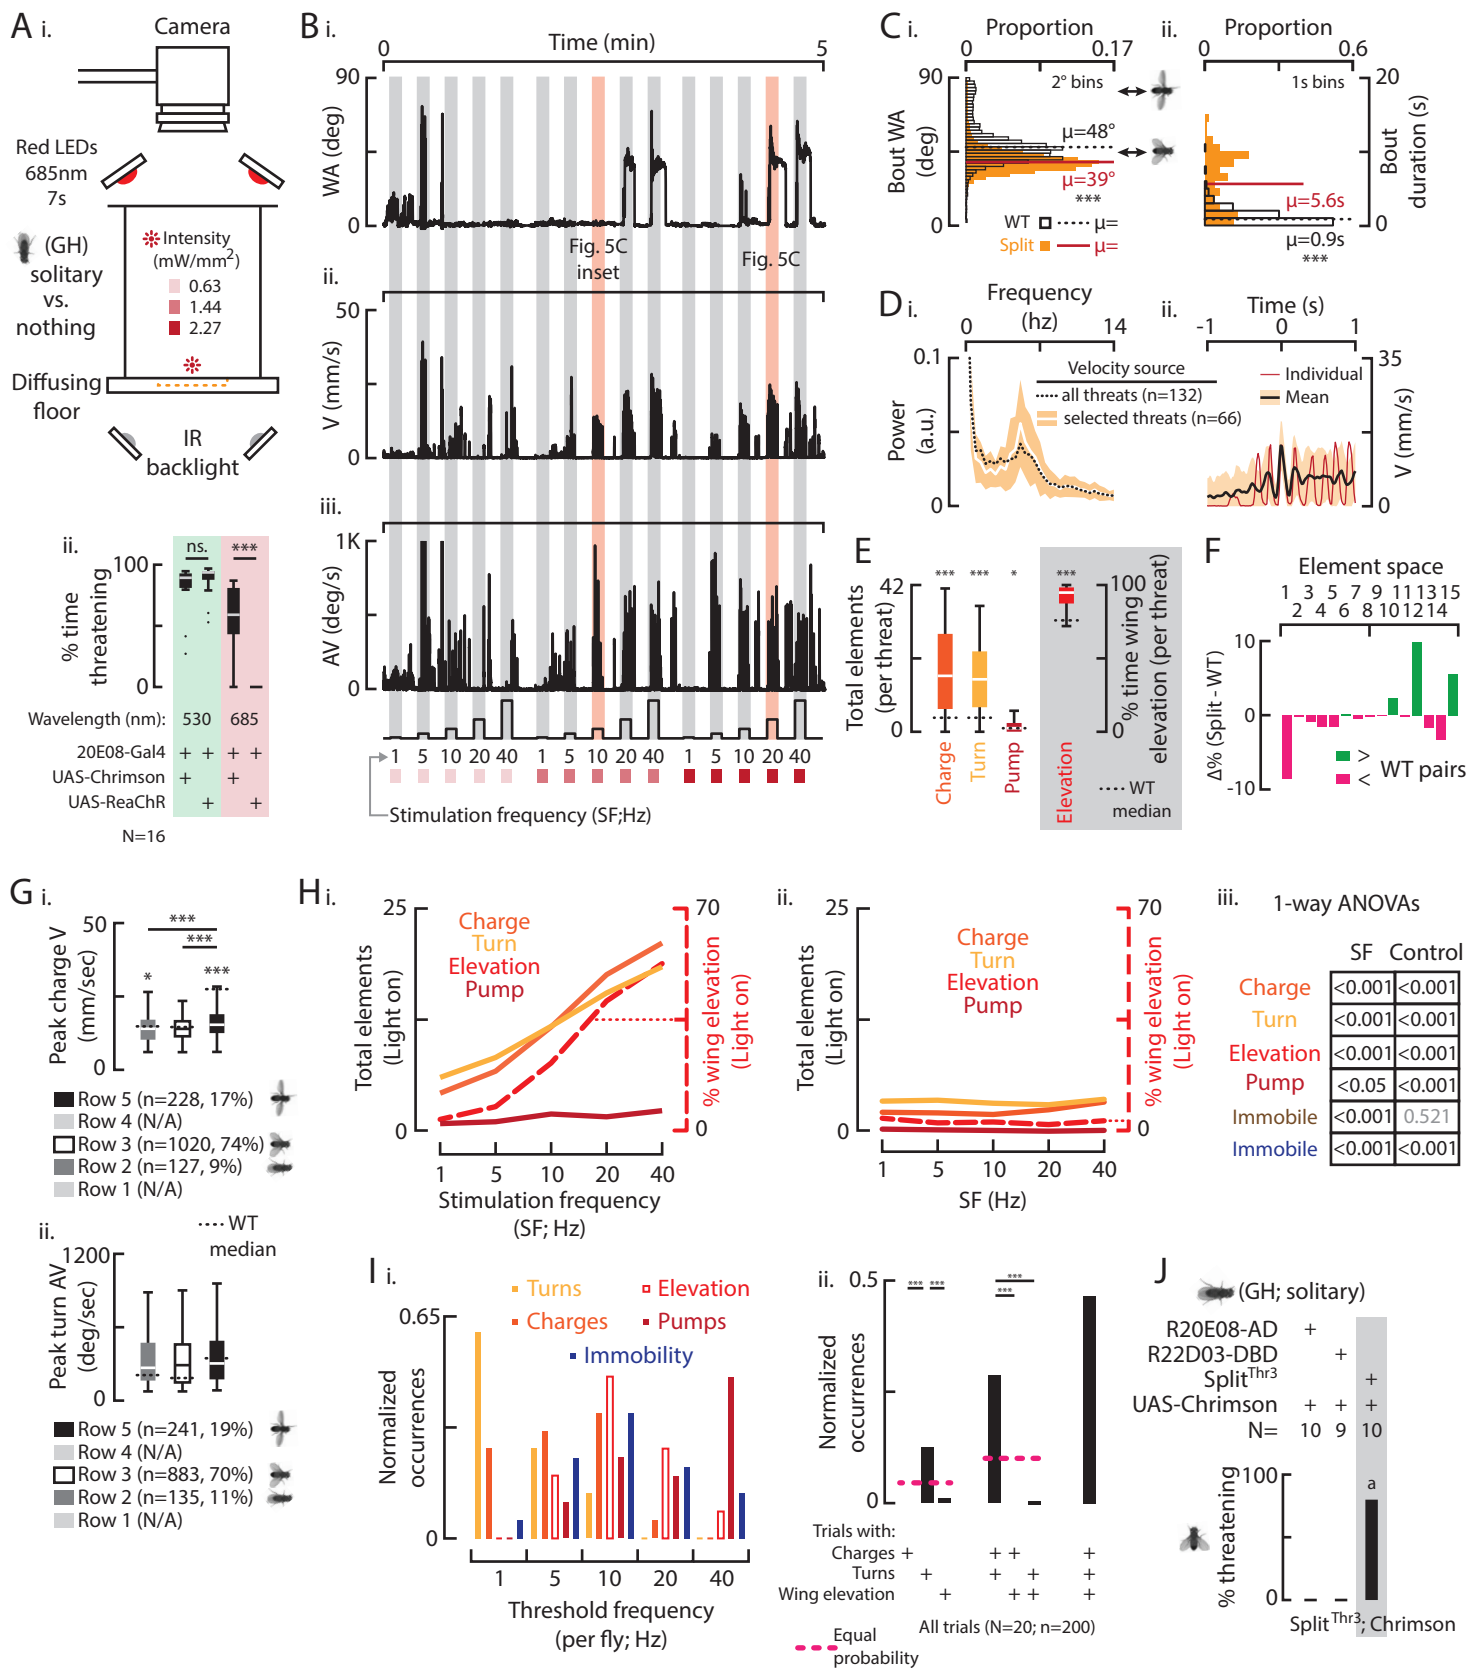 A i.
Camera
Red LEDs
685nm
7s
(GH)
solitary
vs.
nothing
Intensity
(mW/mm²)
0.63
1.44
2.27
Diffusing
floor
IR
backlight
ii.
ns.
***
100
% time
threatening
0
Wavelength (nm): 530 685
20E08-Gal4 + + + +
UAS-Chrimson + +
UAS-ReaChR + +
N=16
B i.
Time (min)
0 5
90
WA (deg)
0
Fig. 5C
inset
Fig. 5C
ii.
50
V (mm/s)
0
iii.
1K
AV (deg/s)
0
1 5 10 20 40 1 5 10 20 40 1 5 10 20 40
Stimulation frequency (SF;Hz)
C i.
Proportion
0 0.17
90
2° bins
Bout WA
(deg)
μ=48°
μ=39°
***
0
WT μ=
Split μ=
ii.
Proportion
0 0.6
1s bins
20
Bout
duration (s)
μ=5.6s
0
μ=0.9s
***
D i.
Frequency
(hz)
0 14
0.1
Power
(a.u.)
0
Velocity source
all threats (n=132)
selected threats (n=66)
ii.
Time (s)
-1 0 1
35
Individual
Mean
V (mm/s)
0
E
*** *** * ***
42
Total elements
(per threat)
0
100
% time wing
elevation (per threat)
0
Charge
Turn
Pump
Elevation
WT
median
F
Element space
1 3 5 7 9 11 13 15
2 4 6 8 10 12 14
10
Δ% (Split - WT)
0
-10
>
<
WT pairs
G i.
50
***
***
* ***
Peak charge V
(mm/sec)
0
Row 5 (n=228, 17%)
Row 4 (N/A)
Row 3 (n=1020, 74%)
Row 2 (n=127, 9%)
Row 1 (N/A)
WT
median
ii.
1200
Peak turn AV
(deg/sec)
0
Row 5 (n=241, 19%)
Row 4 (N/A)
Row 3 (n=883, 70%)
Row 2 (n=135, 11%)
Row 1 (N/A)
H i.
25
Total elements
(Light on)
0
Charge
Turn
Elevation
Pump
70
% wing elevation
(Light on)
0
1 5 10 20 40
Stimulation frequency
(SF; Hz)
ii.
25
Total elements
(Light on)
0
Charge
Turn
Elevation
Pump
70
% wing elevation
(Light on)
0
1 5 10 20 40
SF (Hz)
iii.
1-way ANOVAs
SF Control
Charge <0.001 <0.001
Turn <0.001 <0.001
Elevation <0.001 <0.001
Pump <0.05 <0.001
Immobile <0.001 0.521
Immobile <0.001 <0.001
I i.
Turns Elevation
Charges Pumps
Immobility
0.65
Normalized
occurrences
0
1 5 10 20 40
Threshold frequency
(per fly; Hz)
ii.
0.5
*** ***
***
***
Normalized
occurrences
0
Trials with:
Charges + + + +
Turns + + + +
Wing elevation + + + +
All trials (N=20; n=200)
Equal
probability
J
(GH; solitary)
R20E08-AD +
R22D03-DBD +
Split Thr3 +
UAS-Chrimson + + +
N= 10 9 10
100
% threatening
a
0
Split Thr3; Chrimson